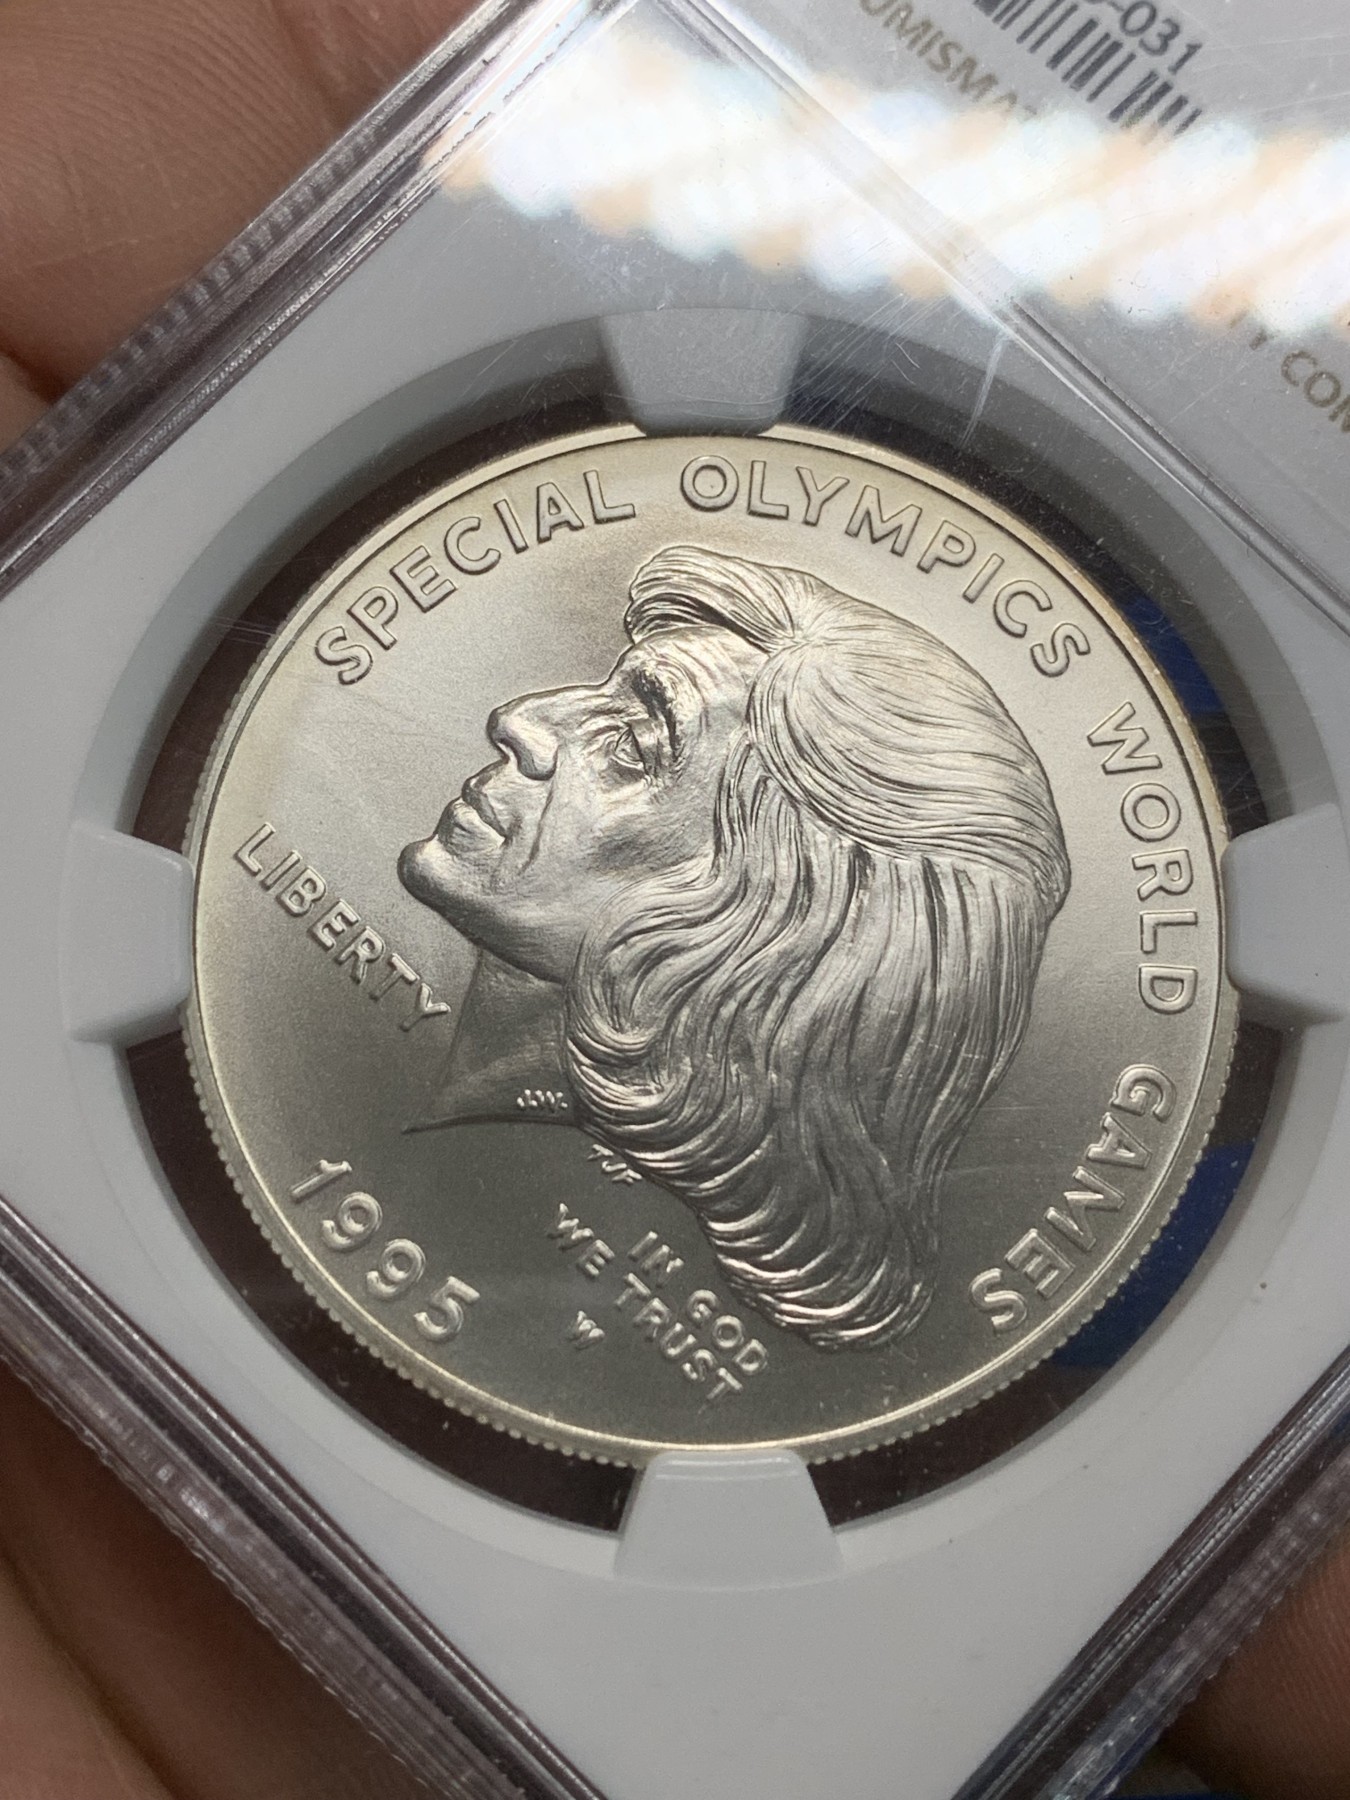 -031
SPECIAL OLYMPICS WORLD GAMES
LIBERTY
J.W.
TJF
IN GOD
WE TRUST
W
1995